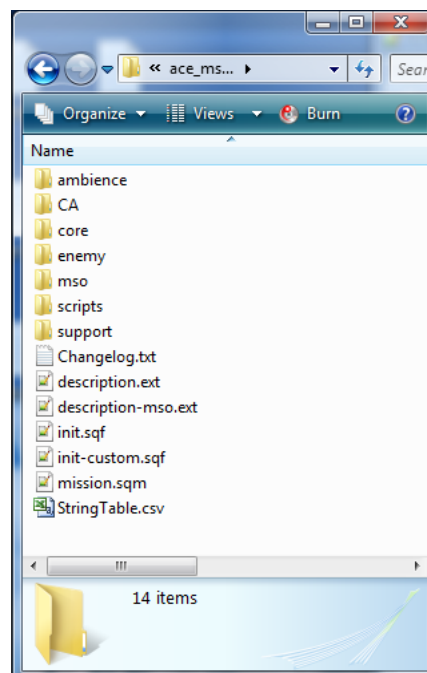 « ace_ms...
Sear
Organize Views Burn
Name
ambience
CA
core
enemy
mso
scripts
support
Changelog.txt
description.ext
description-mso.ext
init.sqf
init-custom.sqf
mission.sqm
StringTable.csv
14 items